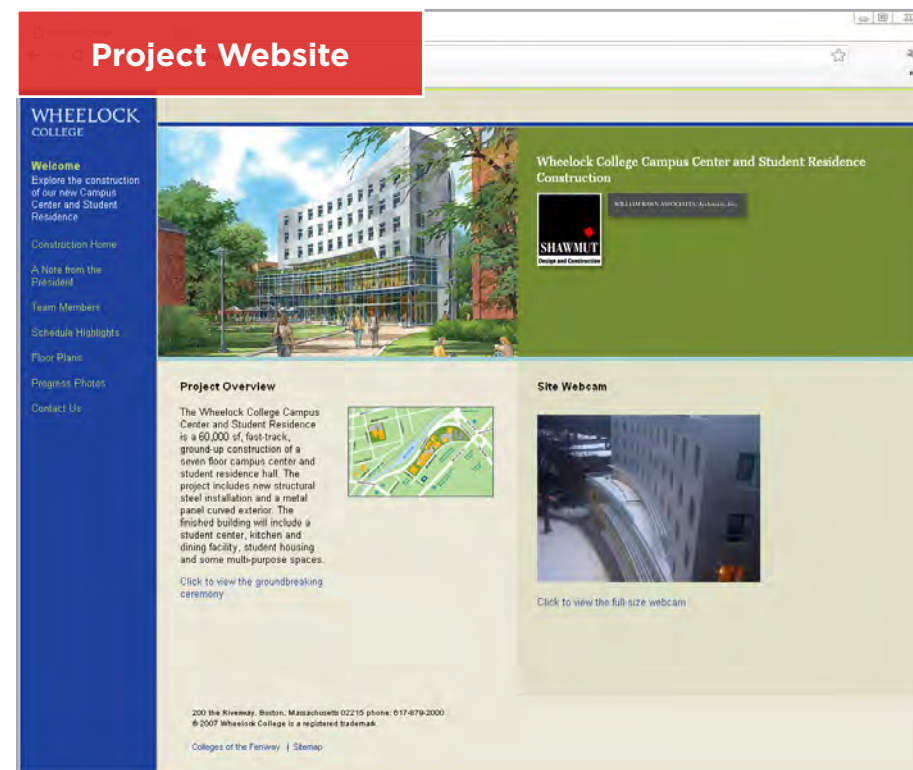 Project Website
WHEELOCK
COLLEGE
Welcome
Explore the construction
of our new Campus
Center and Student
Residence
Construction Home
A Note from the
President
Team Members
Schedule Highlights
Floor Plans
Progress Photos
Contact Us
Wheelock College Campus Center and Student Residence
Construction
SHAWMUT
Design and Construction
WILLIAM RAWN ASSOCIATES, Architects, Inc.
Project Overview
The Wheelock College Campus
Center and Student Residence
is a 60,000 sf, fast-track,
ground-up construction of a
seven floor campus center and
student residence hall. The
project includes new structural
steel installation and a metal
panel curved exterior. The
finished building will include a
student center, kitchen and
dining facility, student housing
and some multi-purpose spaces.
Click to view the groundbreaking
ceremony
Site Webcam
Click to view the full-size webcam
200 the Riverway, Boston, Massachusetts 02215 phone: 617-879-2000
© 2007 Wheelock College is a registered trademark.
Colleges of the Fenway | Sitemap